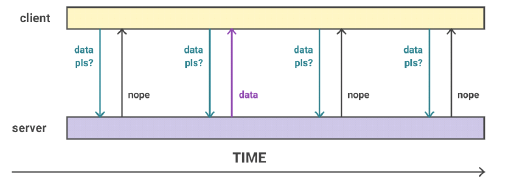 client
data
pls?
nope
data
pls?
data
data
pls?
nope
data
pls?
nope
server
TIME